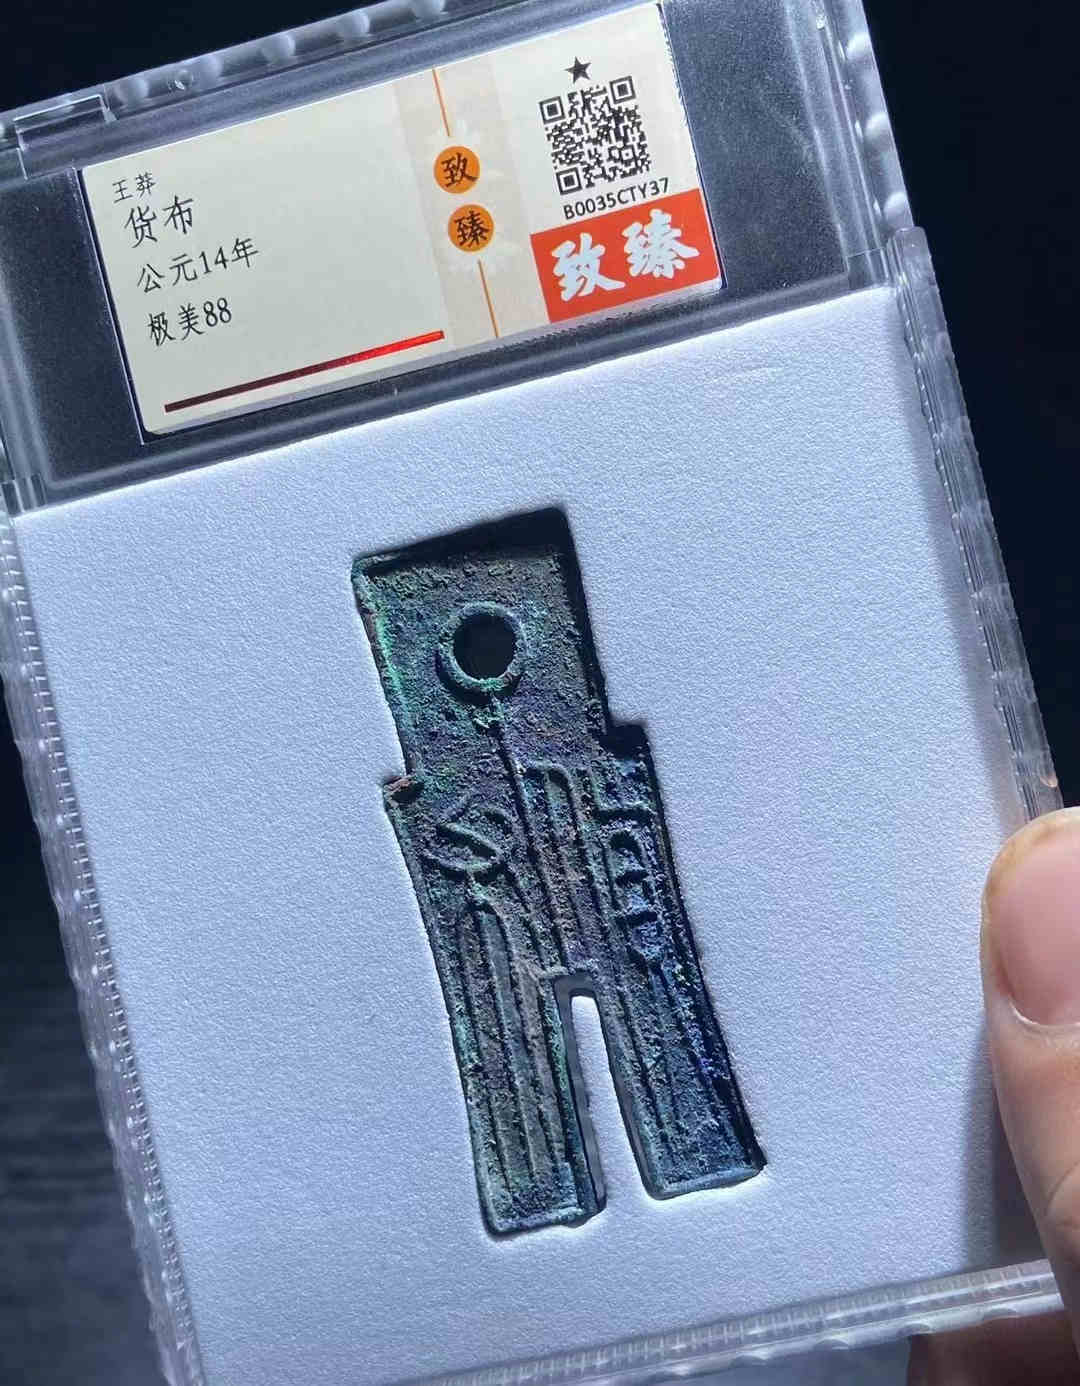 王莽
货布
公元14年
极美88
致
臻
B0035CTY37
致臻